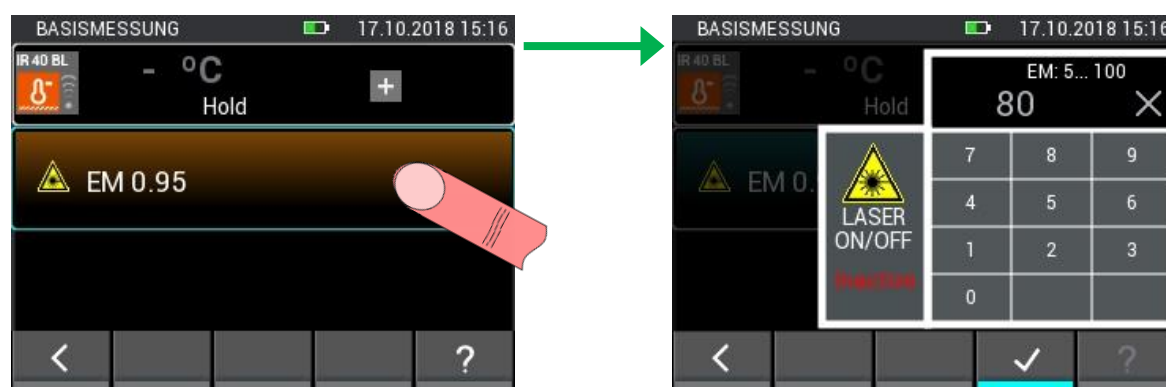 BASISMESSUNG 17.10.2018 15:16
IR 40 BL
- °C
Hold
+
EM 0.95
?
BASISMESSUNG 17.10.2018 15:16
IR 40 BL
- °C
Hold
EM: 5... 100
80
EM 0.
LASER
ON/OFF
Inactive
7 8 9
4 5 6
1 2 3
0
?